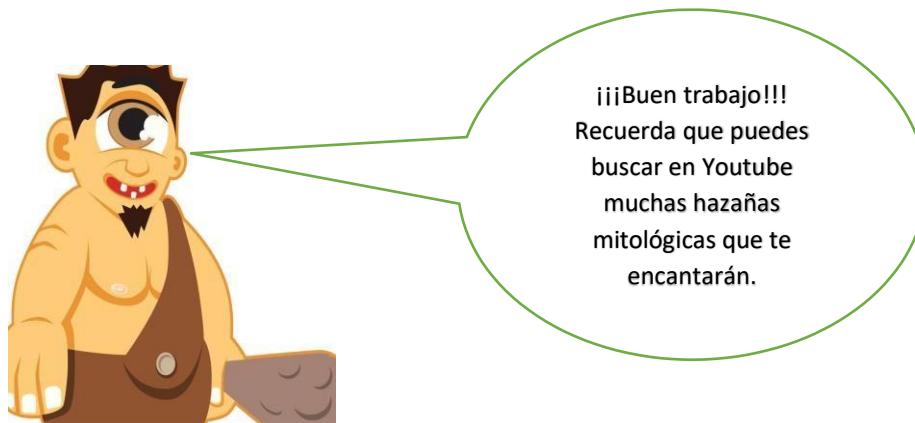 ¡¡¡Buen trabajo!!!
Recuerda que puedes
buscar en Youtube
muchas hazañas
mitológicas que te
encantarán.